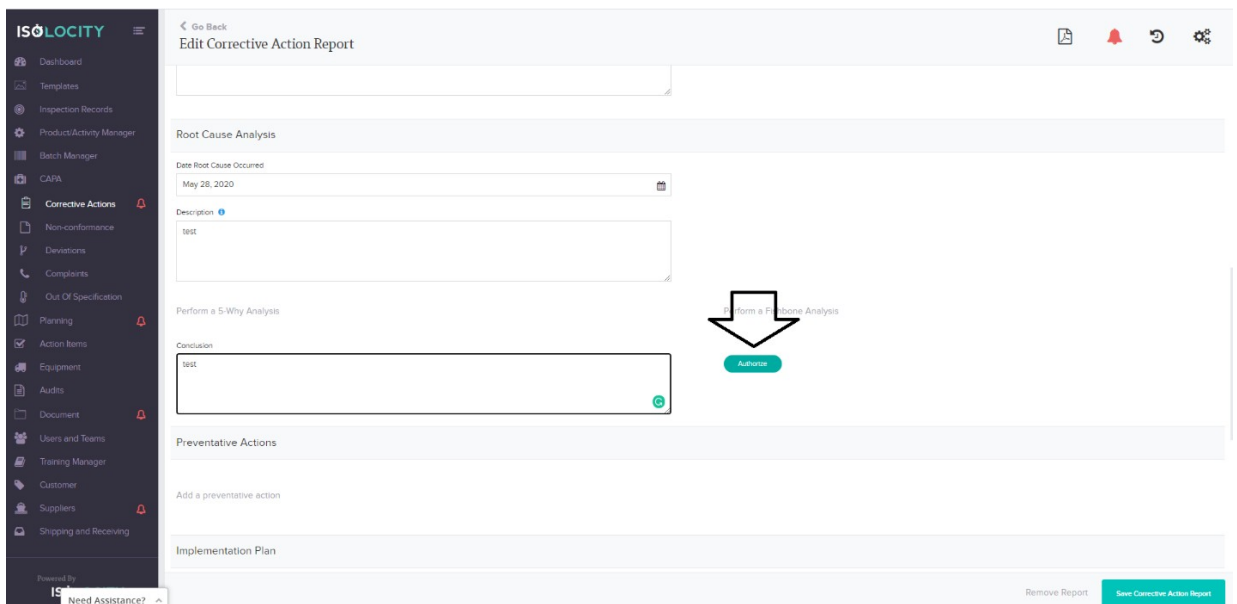 ISOLOCITY
Dashboard
Templates
Inspection Records
Product/Activity Manager
Batch Manager
CAPA
Corrective Actions
Non-conformance
Deviations
Complaints
Out Of Specification
Planning
Action Items
Equipment
Audits
Document
Users and Teams
Training Manager
Customer
Suppliers
Shipping and Receiving
Powered By
Need Assistance?
Go Back
Edit Corrective Action Report
Root Cause Analysis
Date Root Cause Occurred
May 28, 2020
Description
test
Perform a 5-Why Analysis
Perform a Fishbone Analysis
Conclusion
test
Authorize
Preventative Actions
Add a preventative action
Implementation Plan
Remove Report
Save Corrective Action Report